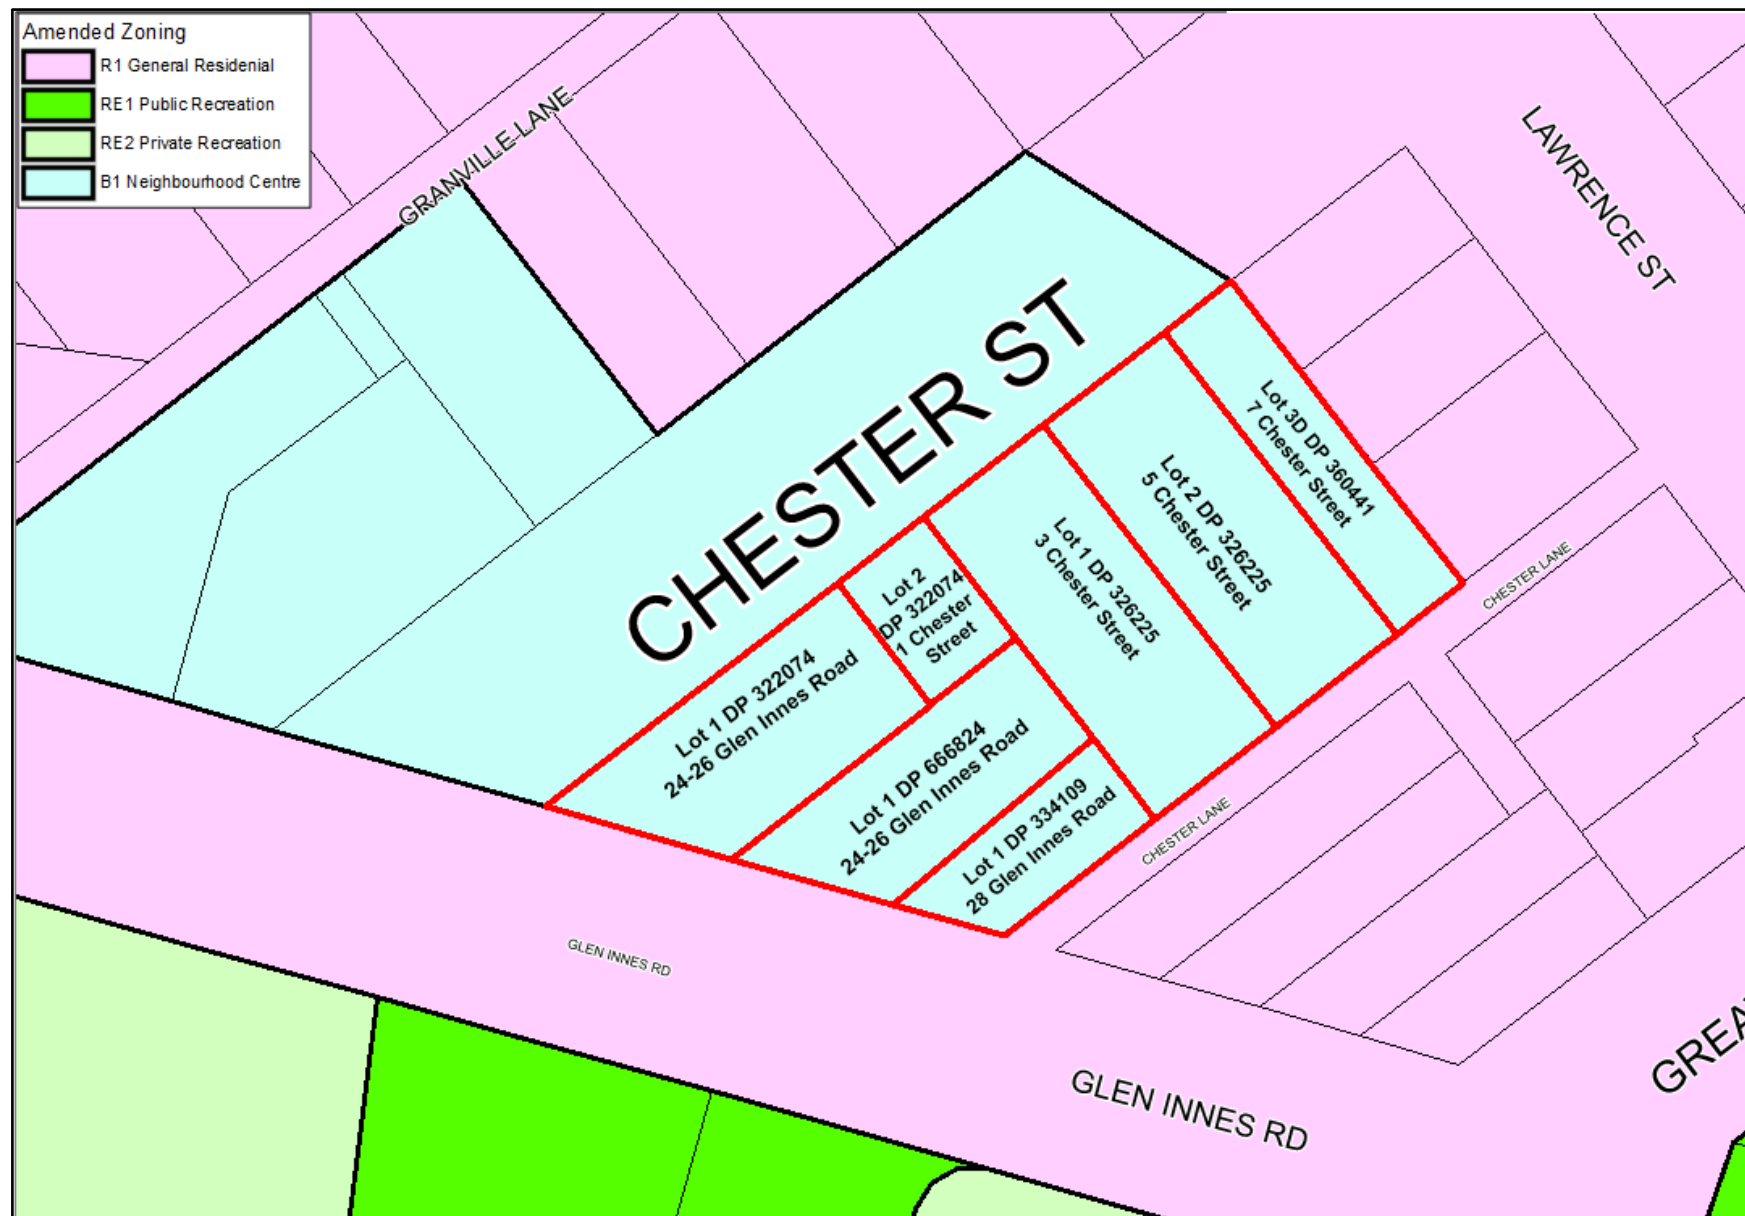 Amended Zoning
R1 General Residenial
RE1 Public Recreation
RE2 Private Recreation
B1 Neighbourhood Centre
GRANVILLE LANE
LAWRENCE ST
CHESTER ST
Lot 3D DP 360441
7 Chester Street
Lot 2 DP 326225
5 Chester Street
Lot 1 DP 326225
3 Chester Street
Lot 2
DP 322074
1 Chester
Street
Lot 1 DP 322074
24-26 Glen Innes Road
Lot 1 DP 666824
24-26 Glen Innes Road
Lot 1 DP 334109
28 Glen Innes Road
CHESTER LANE
CHESTER LANE
GLEN INNES RD
GLEN INNES RD